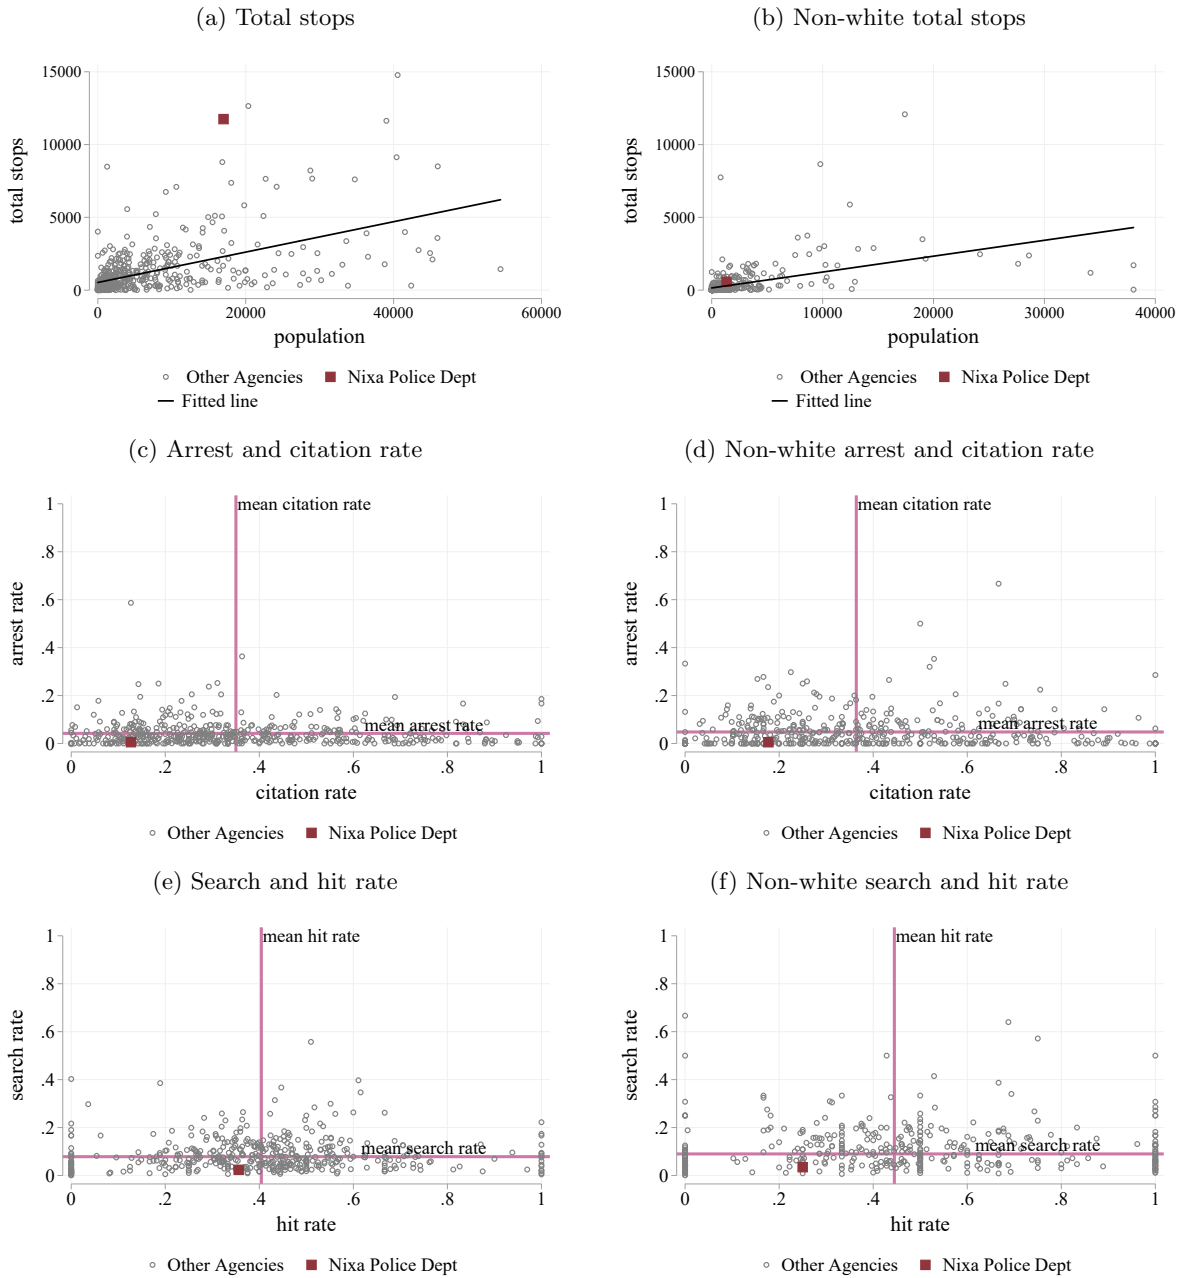 (a) Total stops
(b) Non-white total stops
total stops
15000
10000
5000
0
0 20000 40000 60000
population
Other Agencies Nixa Police Dept
Fitted line
total stops
15000
10000
5000
0
0 10000 20000 30000 40000
population
Other Agencies Nixa Police Dept
Fitted line
(c) Arrest and citation rate
(d) Non-white arrest and citation rate
arrest rate
1
.8
.6
.4
.2
0
mean citation rate
mean arrest rate
0 .2 .4 .6 .8 1
citation rate
Other Agencies Nixa Police Dept
arrest rate
1
.8
.6
.4
.2
0
mean citation rate
mean arrest rate
0 .2 .4 .6 .8 1
citation rate
Other Agencies Nixa Police Dept
(e) Search and hit rate
(f) Non-white search and hit rate
search rate
1
.8
.6
.4
.2
0
mean hit rate
mean search rate
0 .2 .4 .6 .8 1
hit rate
Other Agencies Nixa Police Dept
search rate
1
.8
.6
.4
.2
0
mean hit rate
mean search rate
0 .2 .4 .6 .8 1
hit rate
Other Agencies Nixa Police Dept